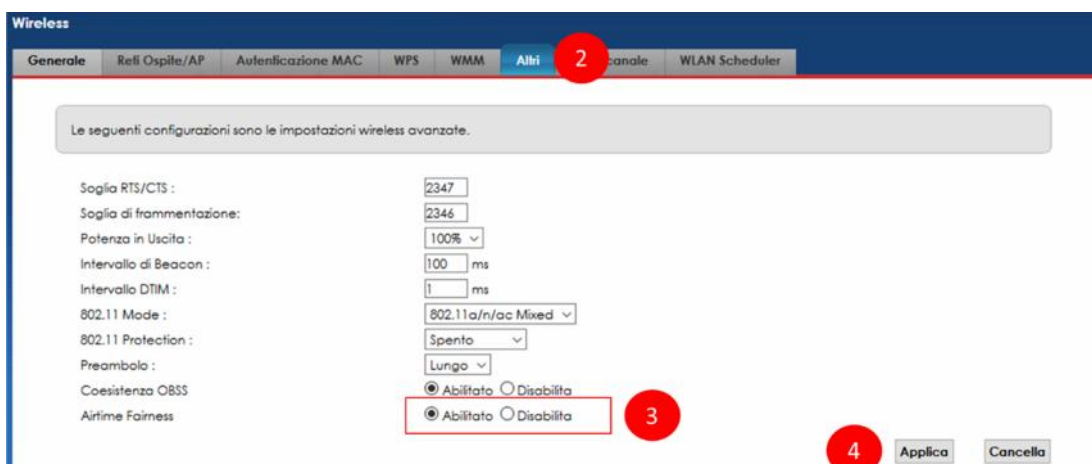 Wireless
Generale Reti Ospite/AP Autenticazione MAC WPS WMM Altri 2 canale WLAN Scheduler
Le seguenti configurazioni sono le impostazioni wireless avanzate.
Soglia RTS/CTS : 2347
Soglia di frammentazione: 2346
Potenza in Uscita : 100%
Intervallo di Beacon : 100 ms
Intervallo DTIM : 1 ms
802.11 Mode : 802.11a/n/ac Mixed
802.11 Protection : Spento
Preambolo : Lungo
Coesistenza OBSS Abilitato Disabilita
Airtime Fairness Abilitato Disabilita 3
4 Applica Cancella